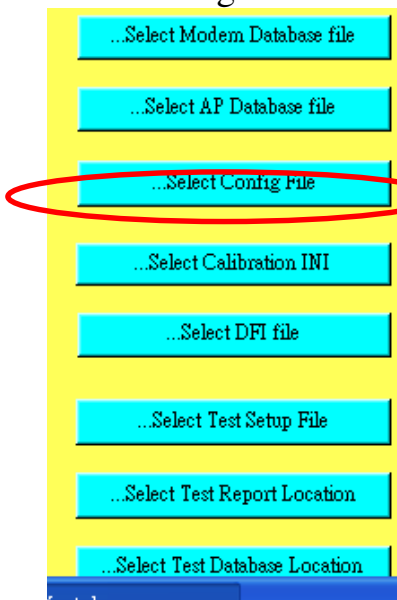 ...Select Modem Database file
...Select AP Database file
...Select Config File
...Select Calibration INI
...Select DFI file
...Select Test Setup File
...Select Test Report Location
...Select Test Database Location